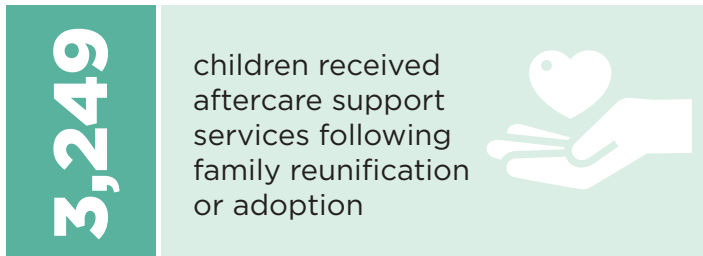 3,249
children received
aftercare support
services following
family reunification
or adoption